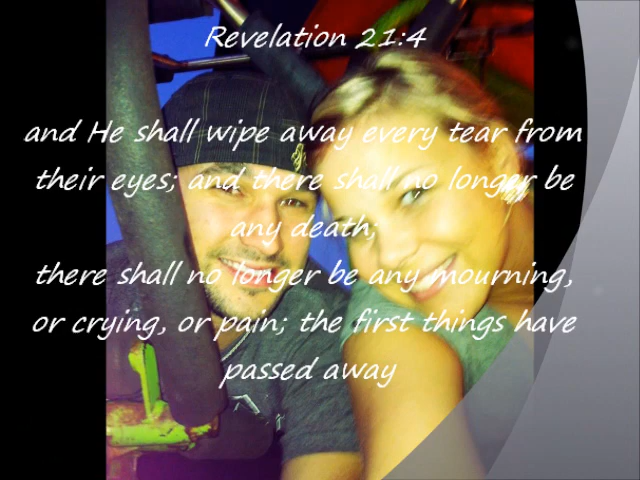 Revelation 21:4
and He shall wipe away every tear from
their eyes; and there shall no longer be
any death;
there shall no longer be any mourning,
or crying, or pain; the first things have
passed away